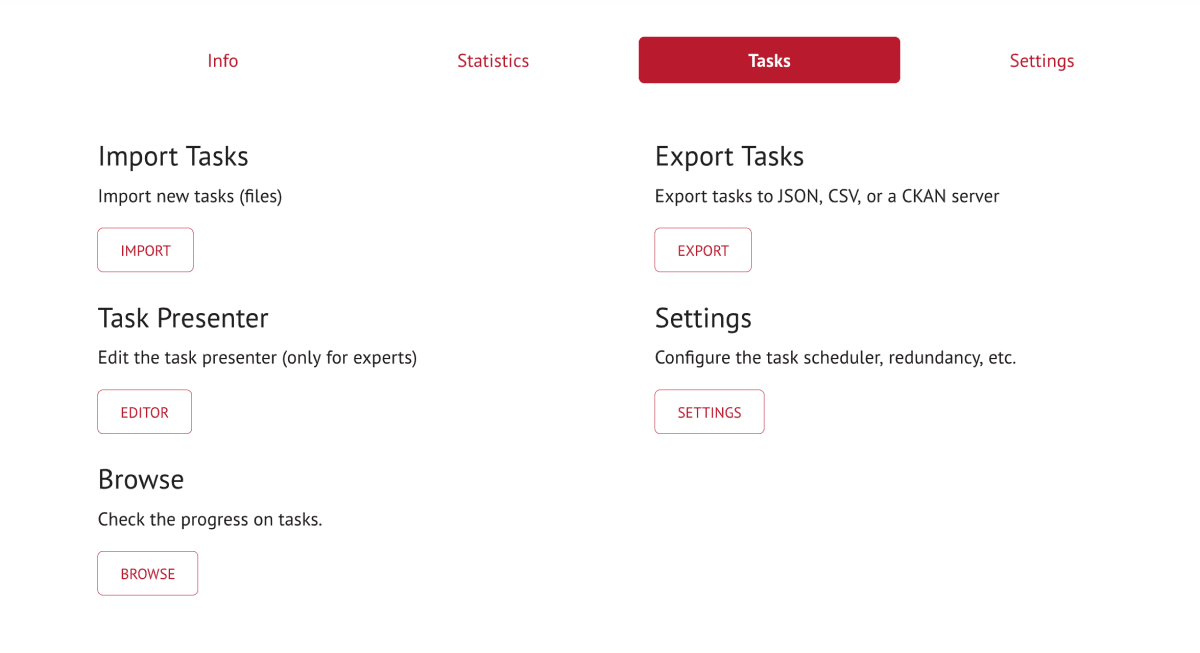 Info
Statistics
Tasks
Settings
Import Tasks
Import new tasks (files)
IMPORT
Export Tasks
Export tasks to JSON, CSV, or a CKAN server
EXPORT
Task Presenter
Edit the task presenter (only for experts)
EDITOR
Settings
Configure the task scheduler, redundancy, etc.
SETTINGS
Browse
Check the progress on tasks.
BROWSE